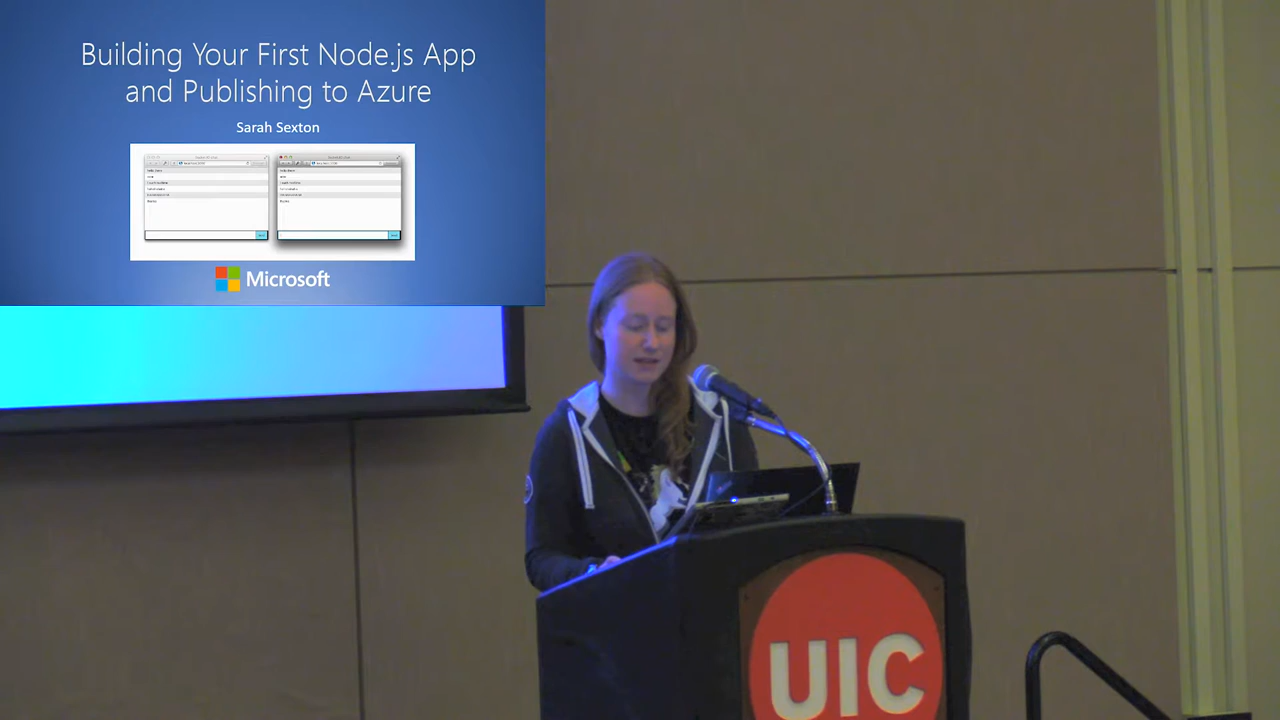 Building Your First Node.js App
and Publishing to Azure
Sarah Sexton
Microsoft
UIC